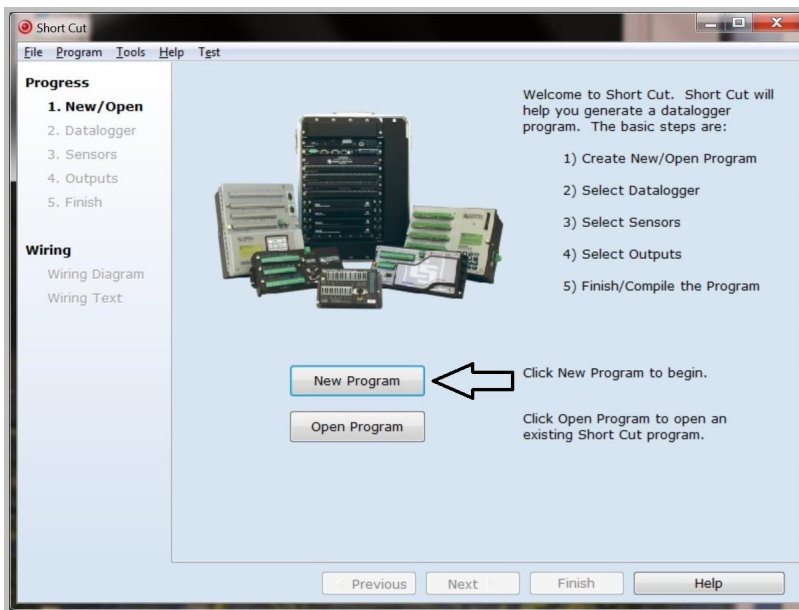 Short Cut
File Program Tools Help Test
Progress
1. New/Open
2. Datalogger
3. Sensors
4. Outputs
5. Finish
Wiring
Wiring Diagram
Wiring Text
Welcome to Short Cut. Short Cut will
help you generate a datalogger
program. The basic steps are:
1) Create New/Open Program
2) Select Datalogger
3) Select Sensors
4) Select Outputs
5) Finish/Compile the Program
New Program
Click New Program to begin.
Open Program
Click Open Program to open an
existing Short Cut program.
Previous Next Finish Help